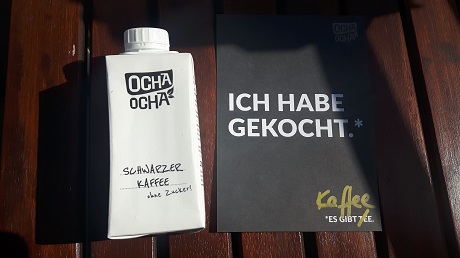 OCHA
OCHA
SCHWARZER
KAFFEE
ohne Zucker!
OCHA
OCHA
ICH HABE
GEKOCHT.*
Kaffee
*ES GIBT TEE.